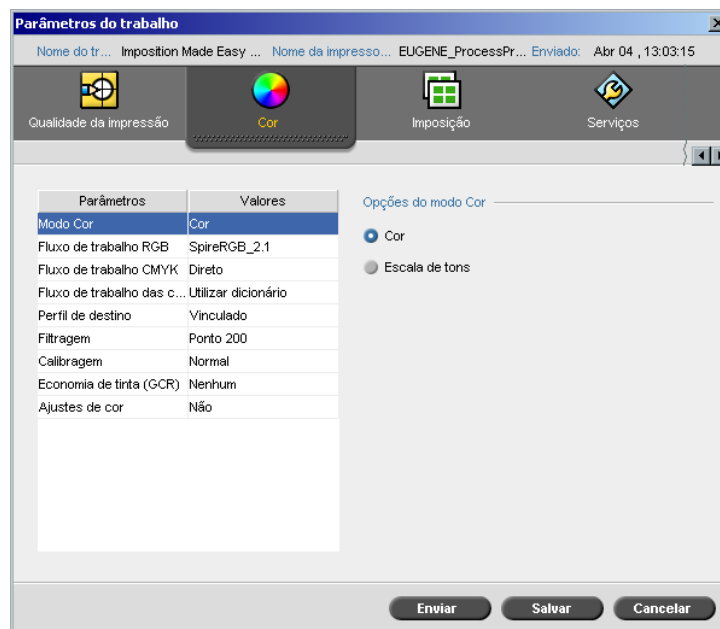 Parâmetros do trabalho
Nome do tr... Imposition Made Easy ... Nome da impresso... EUGENE_ProcessPr... Enviado: Abr 04 , 13:03:15
Qualidade da impressão Cor Imposição Serviços
Parâmetros Valores
Modo Cor Cor
Fluxo de trabalho RGB SpireRGB_2.1
Fluxo de trabalho CMYK Direto
Fluxo de trabalho das c... Utilizar dicionário
Perfil de destino Vinculado
Filtragem Ponto 200
Calibragem Normal
Economia de tinta (GCR) Nenhum
Ajustes de cor Não
Opções do modo Cor
Cor
Escala de tons
Enviar Salvar Cancelar